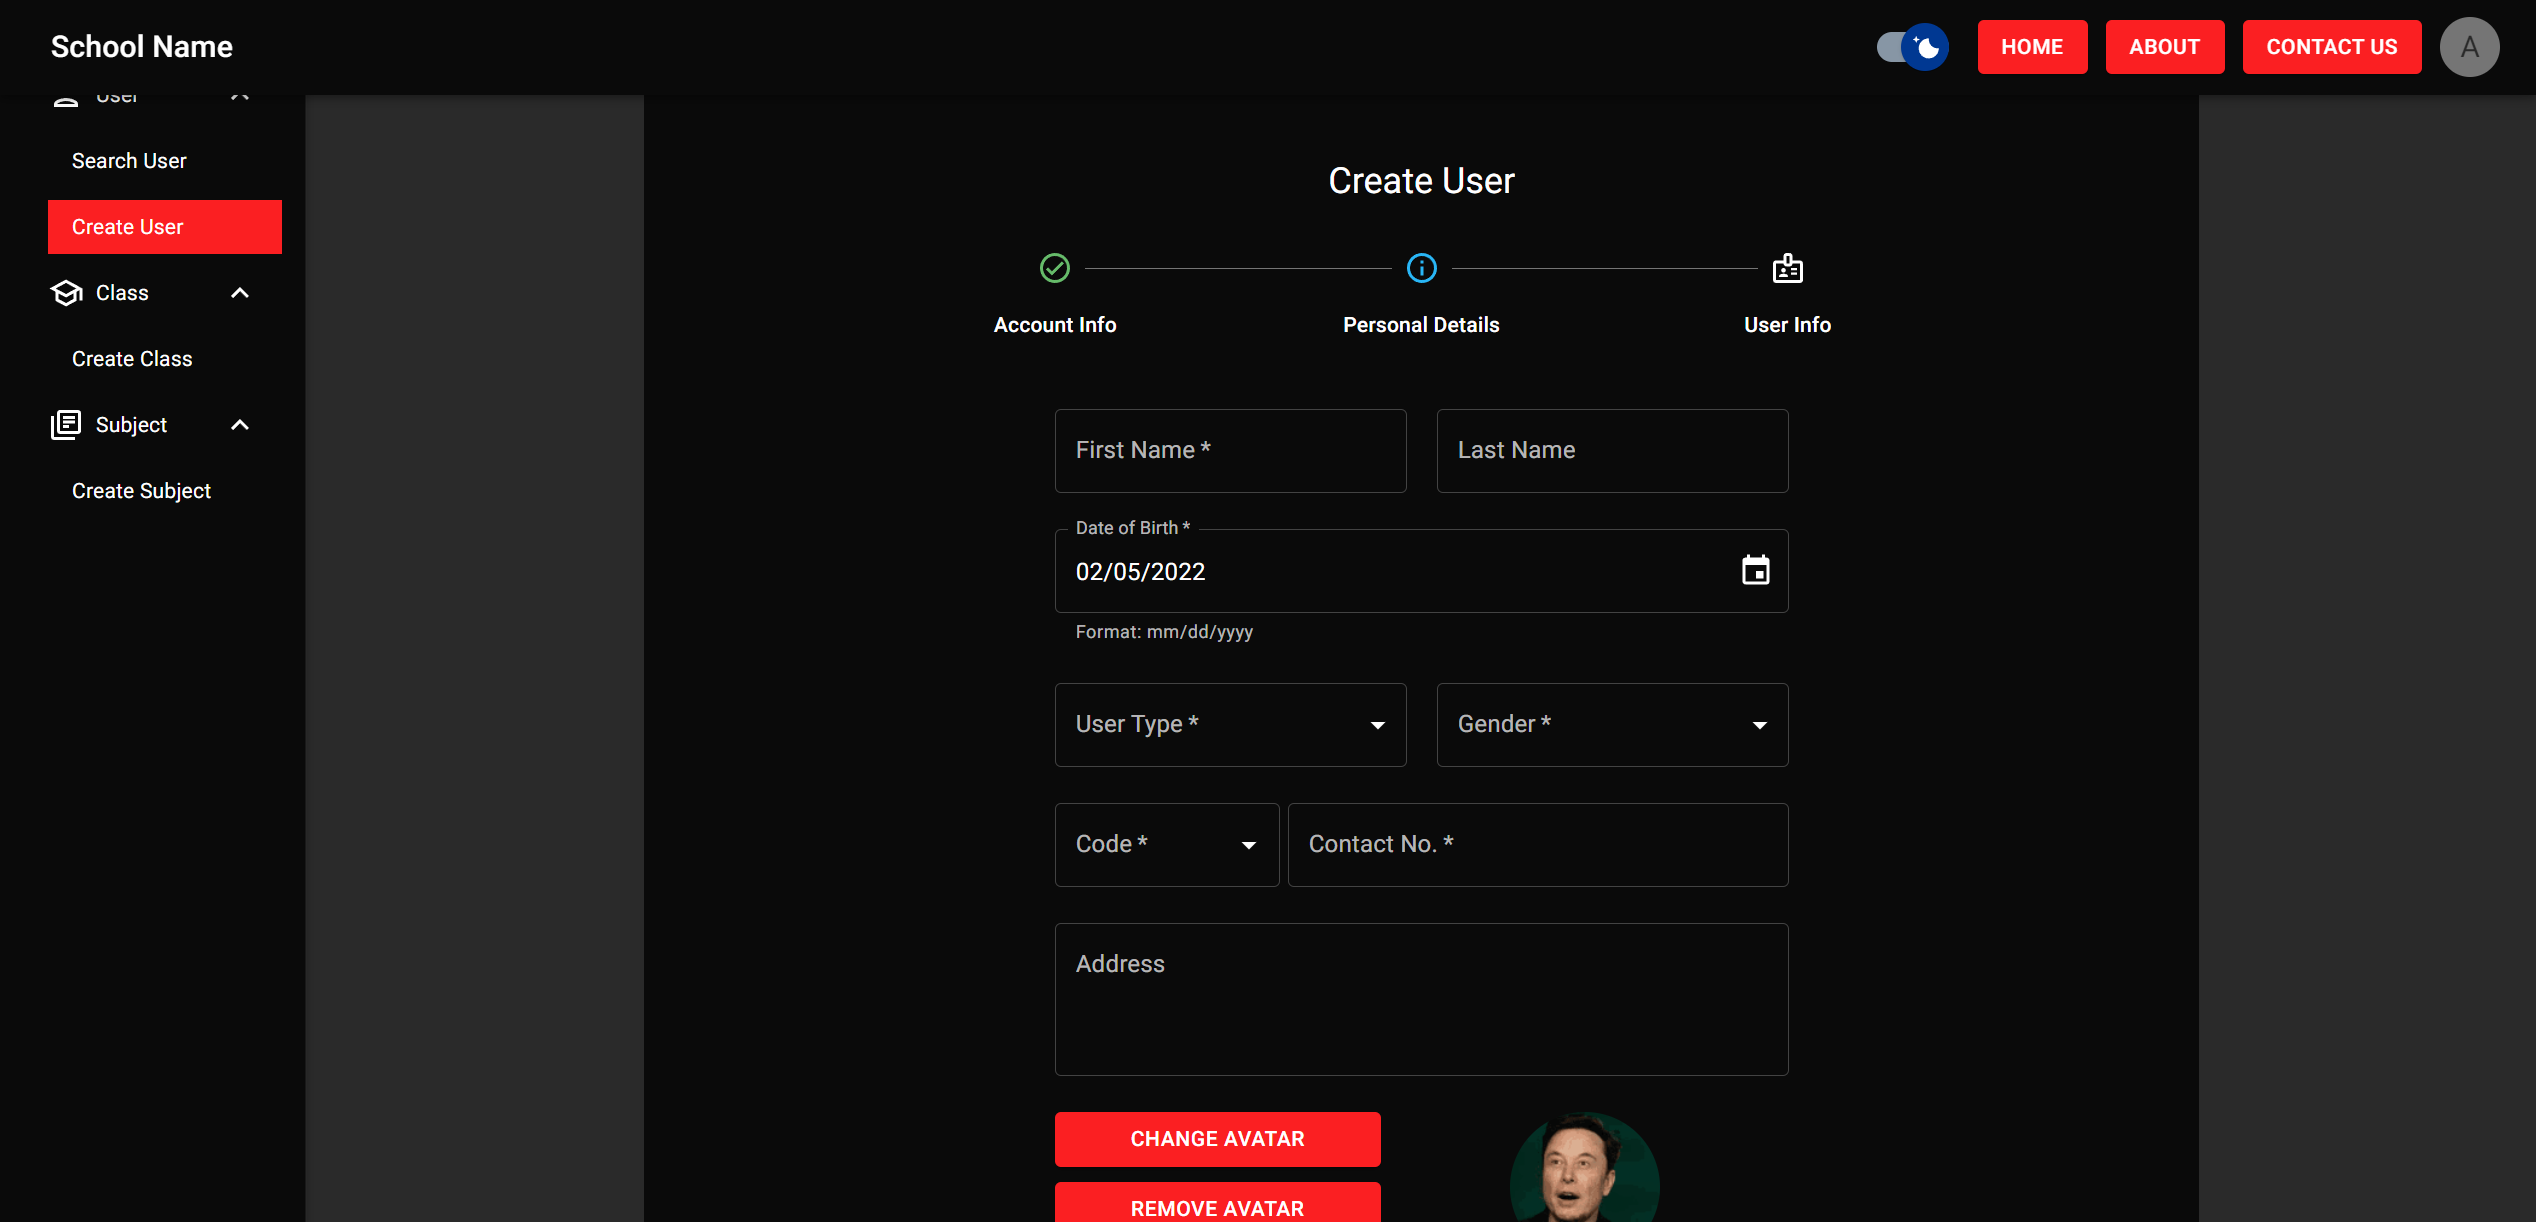 School Name
HOME
ABOUT
CONTACT US
A
User
Search User
Create User
Class
Create Class
Subject
Create Subject
Create User
Account Info
Personal Details
User Info
First Name *
Last Name
Date of Birth *
02/05/2022
Format: mm/dd/yyyy
User Type *
Gender *
Code *
Contact No. *
Address
CHANGE AVATAR
REMOVE AVATAR